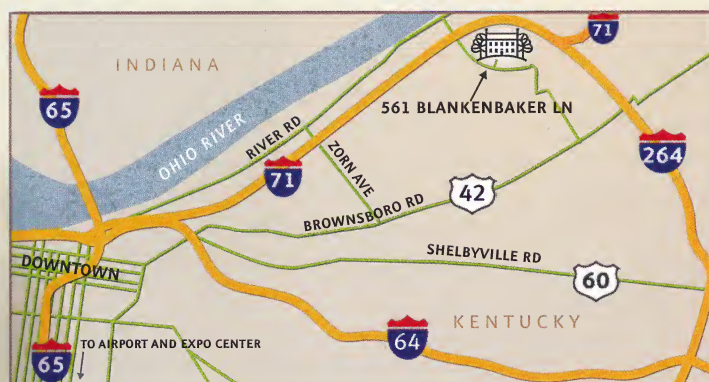 71
INDIANA
65
561 BLANKENBAKER LN
OHIO RIVER
RIVER RD
ZORN AVE
264
71
42
BROWNSBORO RD
SHELBYVILLE RD
DOWNTOWN
60
KENTUCKY
64
TO AIRPORT AND EXPO CENTER
65